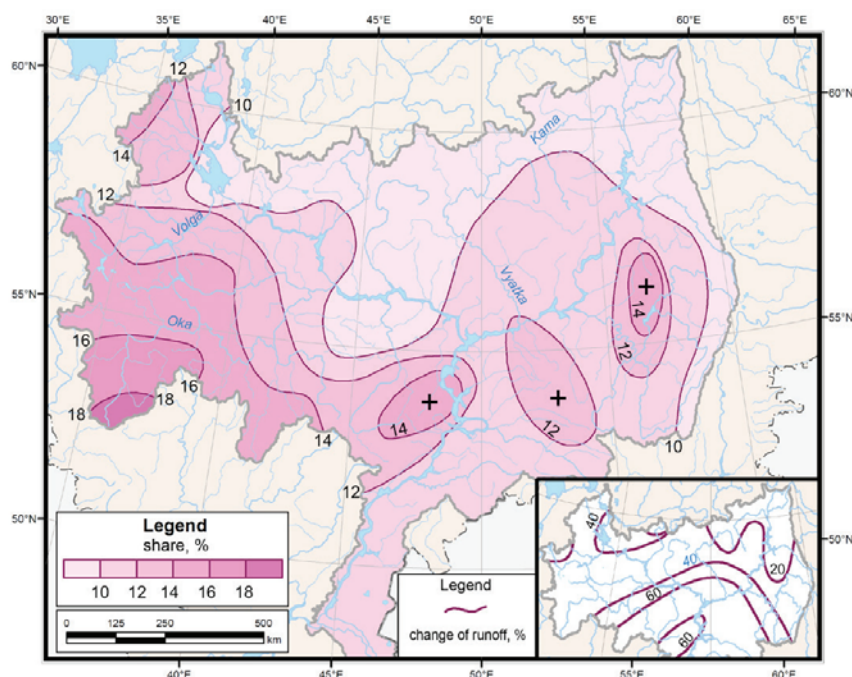 30°E 35°E 40°E 45°E 50°E 55°E 60°E 65°E
60°N
60°N
12
10
Kama
14
12
Volga
Vyatka
55°N
55°N
14
Oka
16
12
16
14
18
18
12
14
10
12
50°N
50°N
Legend
share, %
10 12 14 16 18
0 125 250 500
km
Legend
change of runoff, %
40
40
20
60
60
40°E 45°E 50°E 55°E 60°E